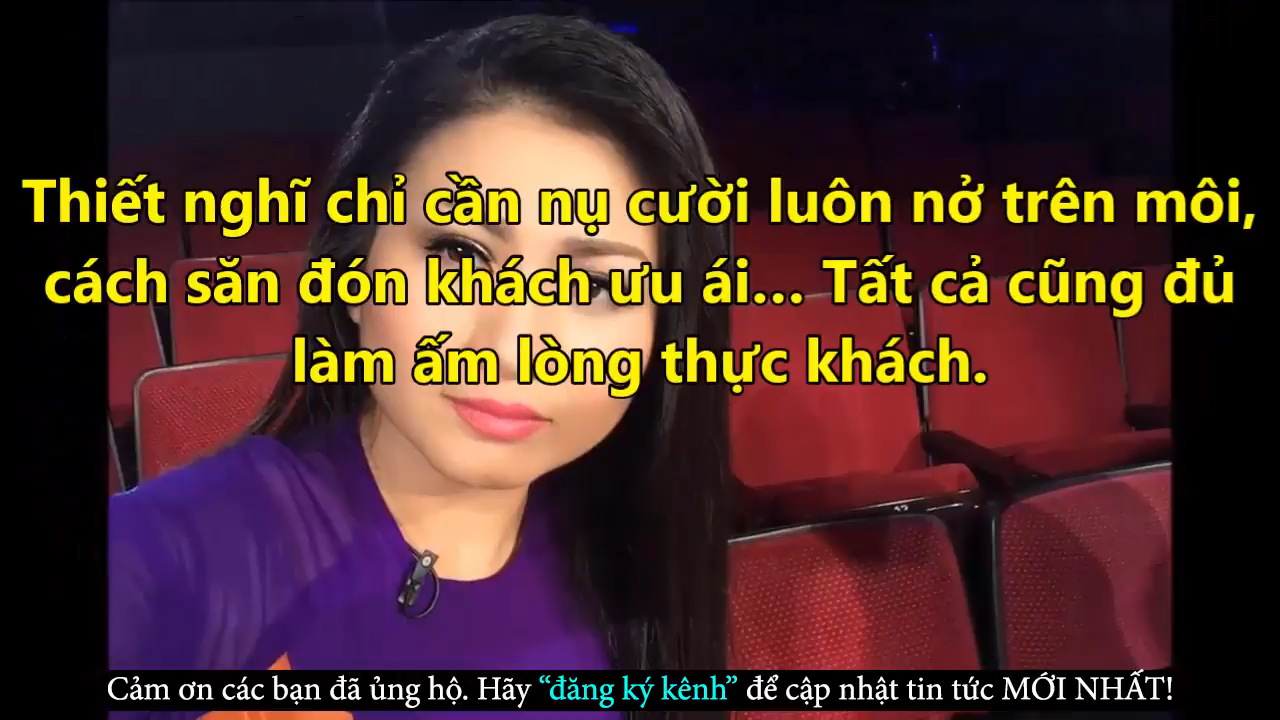 Thiết nghĩ chỉ cần nụ cười luôn nở trên môi,
cách săn đón khách ưu ái... Tất cả cũng đủ
làm ấm lòng thực khách.
Cảm ơn các bạn đã ủng hộ. Hãy “đăng ký kênh” để cập nhật tin tức MỚI NHẤT!